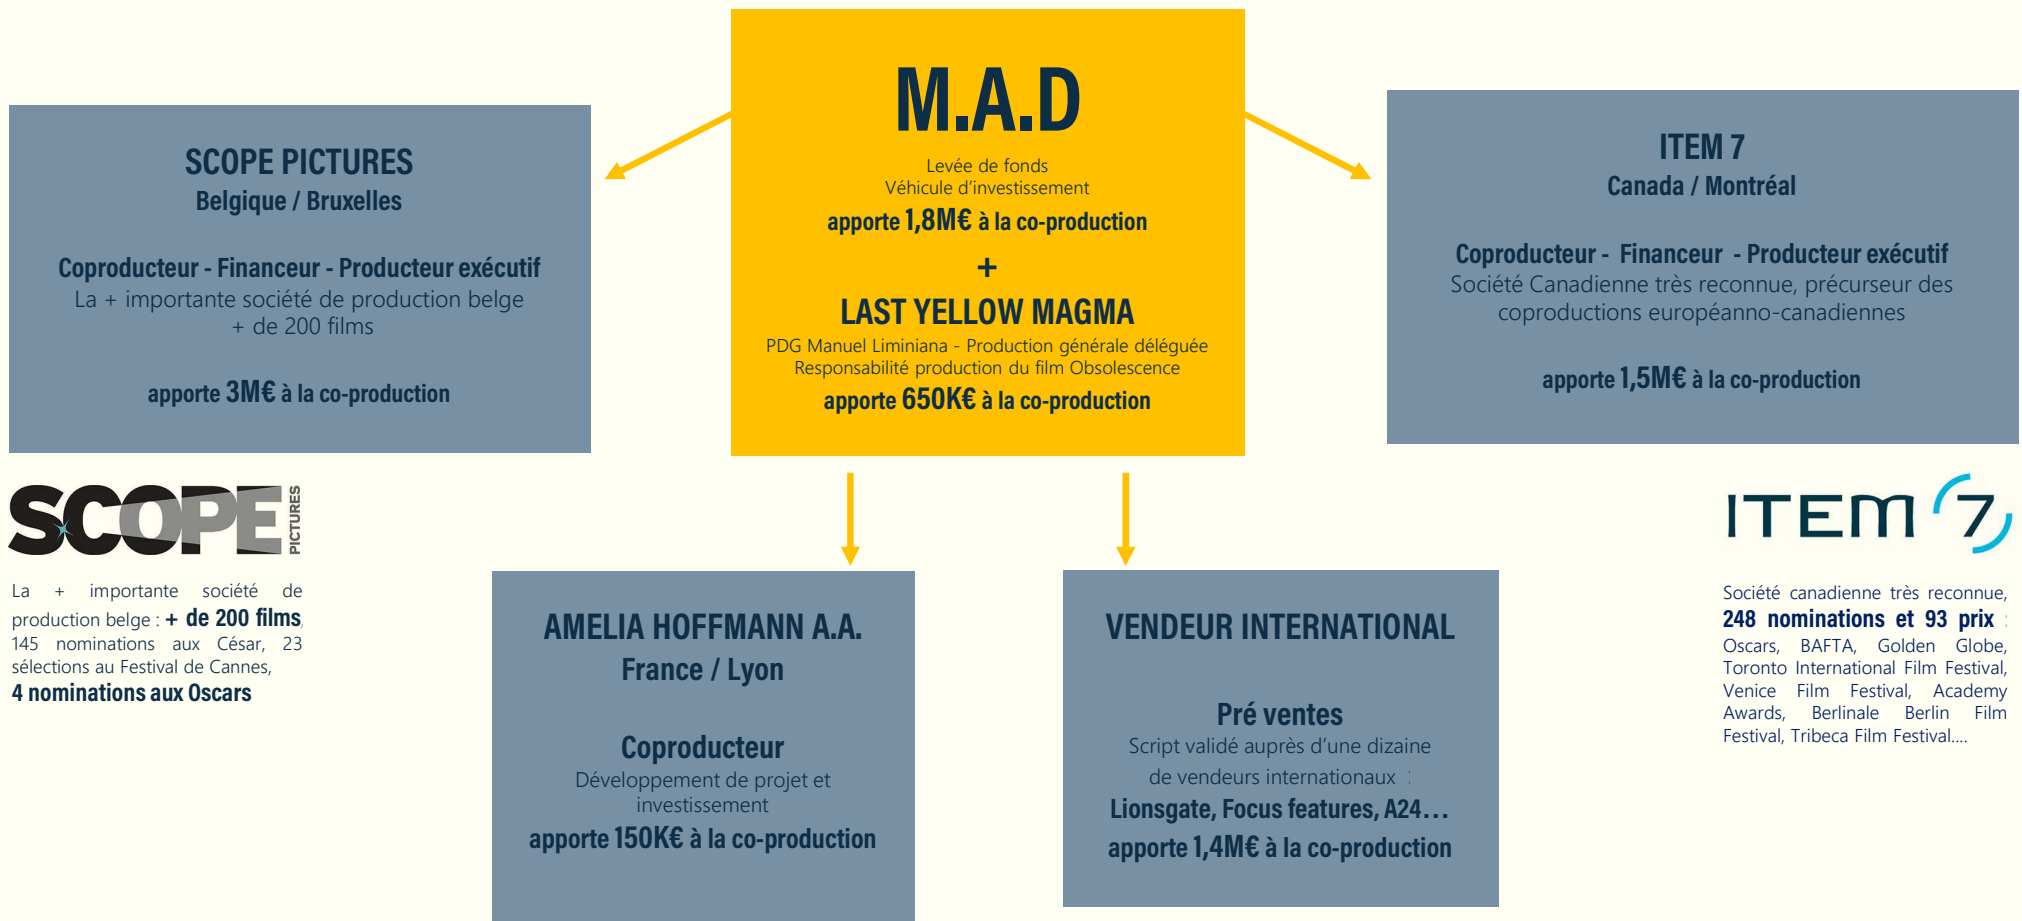 M.A.D
Levée de fonds
Véhicule d'investissement
apporte 1,8M€ à la co-production
+
LAST YELLOW MAGMA
PDG Manuel Liminiana - Production générale déléguée
Responsabilité production du film Obsolescence
apporte 650K€ à la co-production
SCOPE PICTURES
Belgique / Bruxelles
Coproducteur - Financeur - Producteur exécutif
La + importante société de production belge
+ de 200 films
apporte 3M€ à la co-production
ITEM 7
Canada / Montréal
Coproducteur - Financeur - Producteur exécutif
Société Canadienne très reconnue, précurseur des
coproductions européanno-canadiennes
apporte 1,5M€ à la co-production
SCOPE PICTURES
La + importante société de
production belge : + de 200 films,
145 nominations aux César, 23
sélections au Festival de Cannes,
4 nominations aux Oscars
AMELIA HOFFMANN A.A.
France / Lyon
Coproducteur
Développement de projet et
investissement
apporte 150K€ à la co-production
VENDEUR INTERNATIONAL
Pré ventes
Script validé auprès d'une dizaine
de vendeurs internationaux :
Lionsgate, Focus features, A24…
apporte 1,4M€ à la co-production
ITEM 7
Société canadienne très reconnue,
248 nominations et 93 prix :
Oscars, BAFTA, Golden Globe,
Toronto International Film Festival,
Venice Film Festival, Academy
Awards, Berlinale Berlin Film
Festival, Tribeca Film Festival....